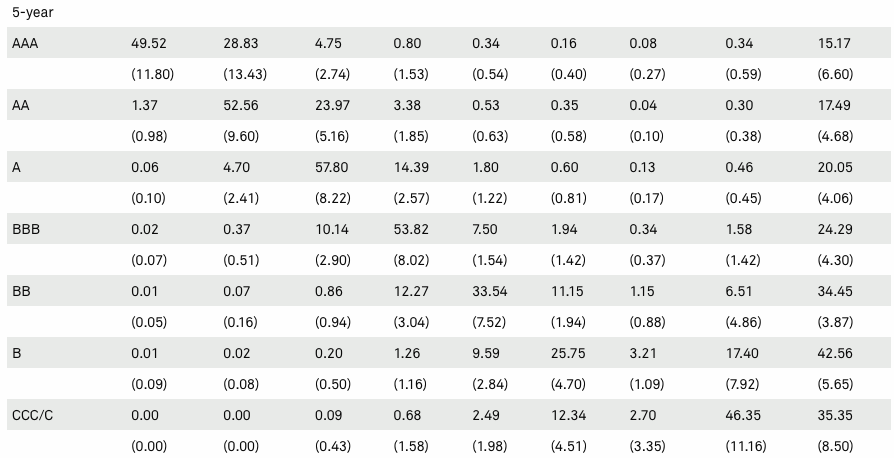 5-year
AAA 49.52 28.83 4.75 0.80 0.34 0.16 0.08 0.34 15.17
(11.80) (13.43) (2.74) (1.53) (0.54) (0.40) (0.27) (0.59) (6.60)
AA 1.37 52.56 23.97 3.38 0.53 0.35 0.04 0.30 17.49
(0.98) (9.60) (5.16) (1.85) (0.63) (0.58) (0.10) (0.38) (4.68)
A 0.06 4.70 57.80 14.39 1.80 0.60 0.13 0.46 20.05
(0.10) (2.41) (8.22) (2.57) (1.22) (0.81) (0.17) (0.45) (4.06)
BBB 0.02 0.37 10.14 53.82 7.50 1.94 0.34 1.58 24.29
(0.07) (0.51) (2.90) (8.02) (1.54) (1.42) (0.37) (1.42) (4.30)
BB 0.01 0.07 0.86 12.27 33.54 11.15 1.15 6.51 34.45
(0.05) (0.16) (0.94) (3.04) (7.52) (1.94) (0.88) (4.86) (3.87)
B 0.01 0.02 0.20 1.26 9.59 25.75 3.21 17.40 42.56
(0.09) (0.08) (0.50) (1.16) (2.84) (4.70) (1.09) (7.92) (5.65)
CCC/C 0.00 0.00 0.09 0.68 2.49 12.34 2.70 46.35 35.35
(0.00) (0.00) (0.43) (1.58) (1.98) (4.51) (3.35) (11.16) (8.50)